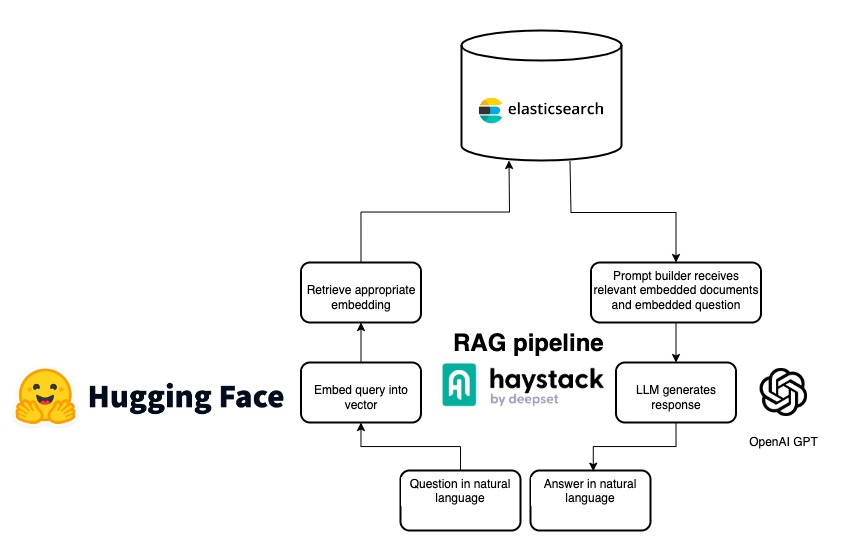 elasticsearch
Retrieve appropriate
embedding
Prompt builder receives
relevant embedded documents
and embedded question
RAG pipeline
Hugging Face
Embed query into
vector
haystack
by deepset
LLM generates
response
OpenAI GPT
Question in natural
language
Answer in natural
language